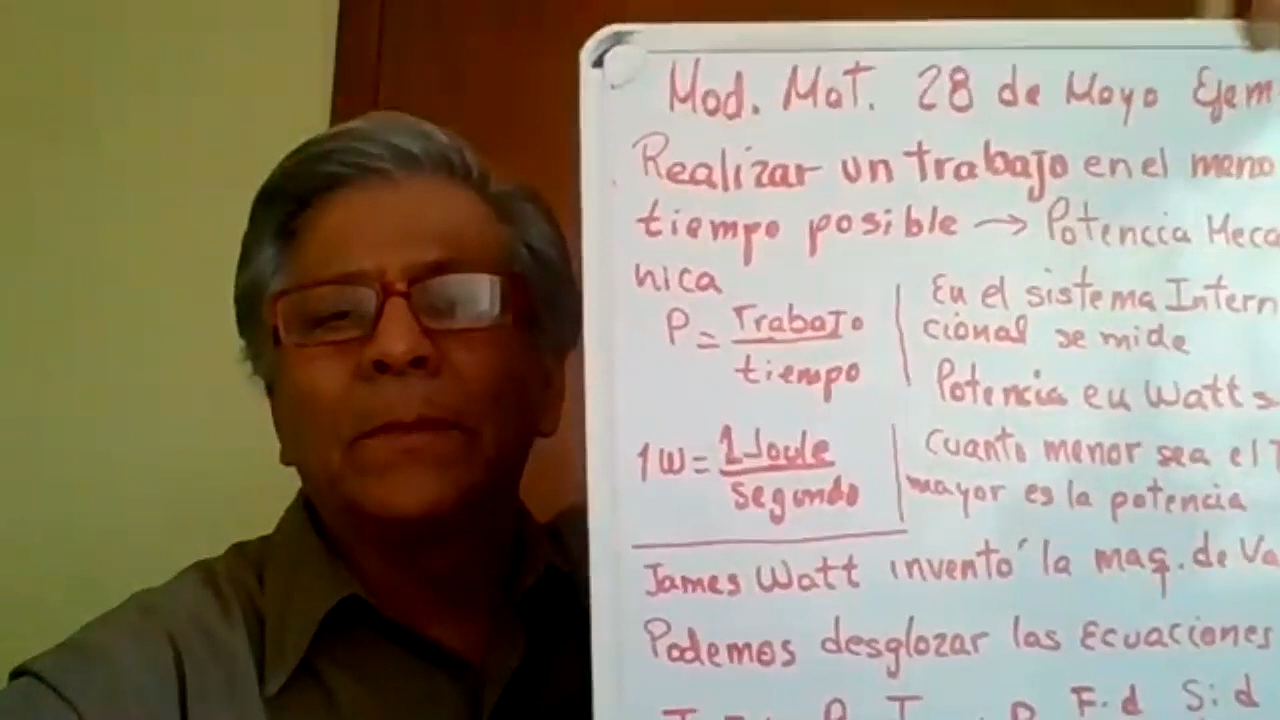 Mod. Mat. 28 de Mayo Ejem
Realizar un trabajo en el meno
tiempo posible → Potencia Meca
nica
P = Trabajo / tiempo
En el sistema Intern
cional se mide
Potencia en Watts
1W = 1 Joule / segundo
Cuanto menor sea el T
mayor es la potencia
James Watt inventó la maq. de Va
Podemos desglozar las Ecuaciones
F.d Si d